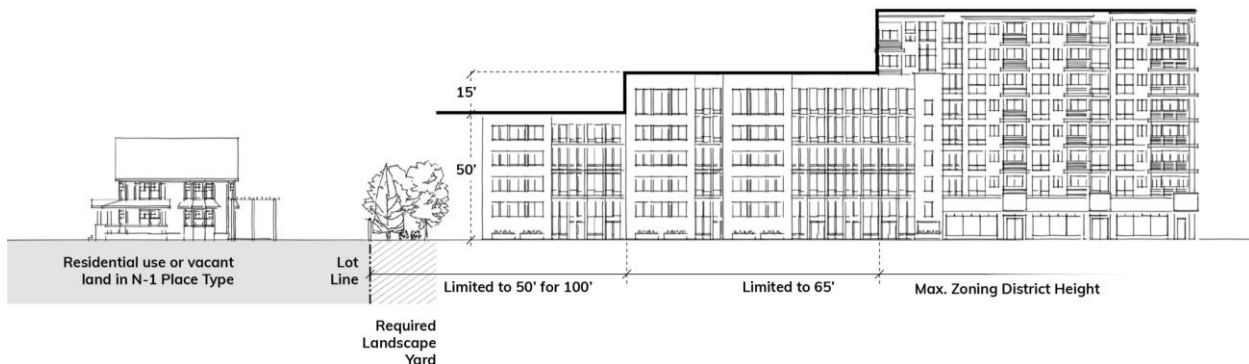 15’
50’
Residential use or vacant
land in N-1 Place Type
Lot
Line
Limited to 50’ for 100’
Limited to 65’
Max. Zoning District Height
Required
Landscape
Yard